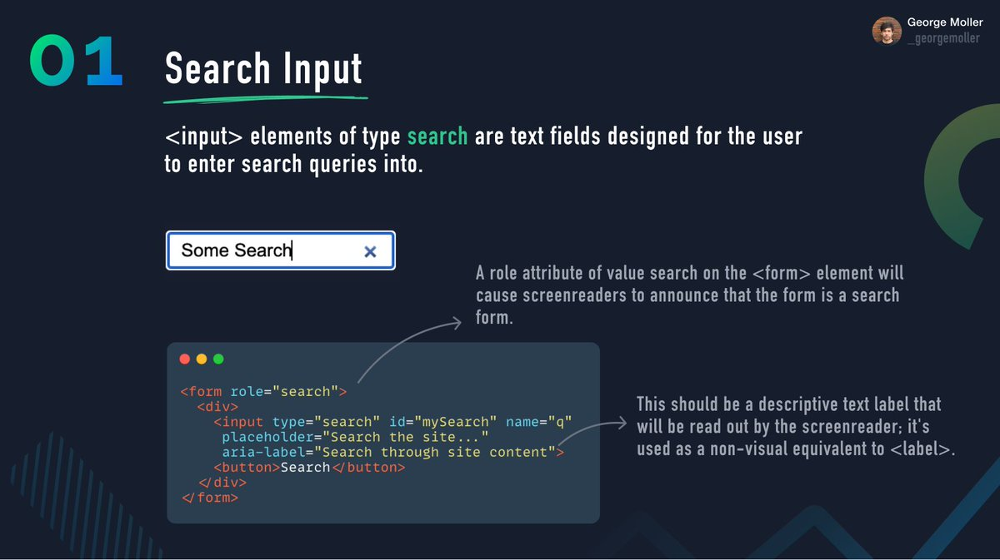 George Moller
_georgemoller
01
Search Input
<input> elements of type search are text fields designed for the user
to enter search queries into.
Some Search
A role attribute of value search on the <form> element will
cause screenreaders to announce that the form is a search
form.
<form role="search">
<div>
<input type="search" id="mySearch" name="q"
placeholder="Search the site..."
aria-label="Search through site content">
<button>Search</button>
</div>
</form>
This should be a descriptive text label that
will be read out by the screenreader; it's
used as a non-visual equivalent to <label>.